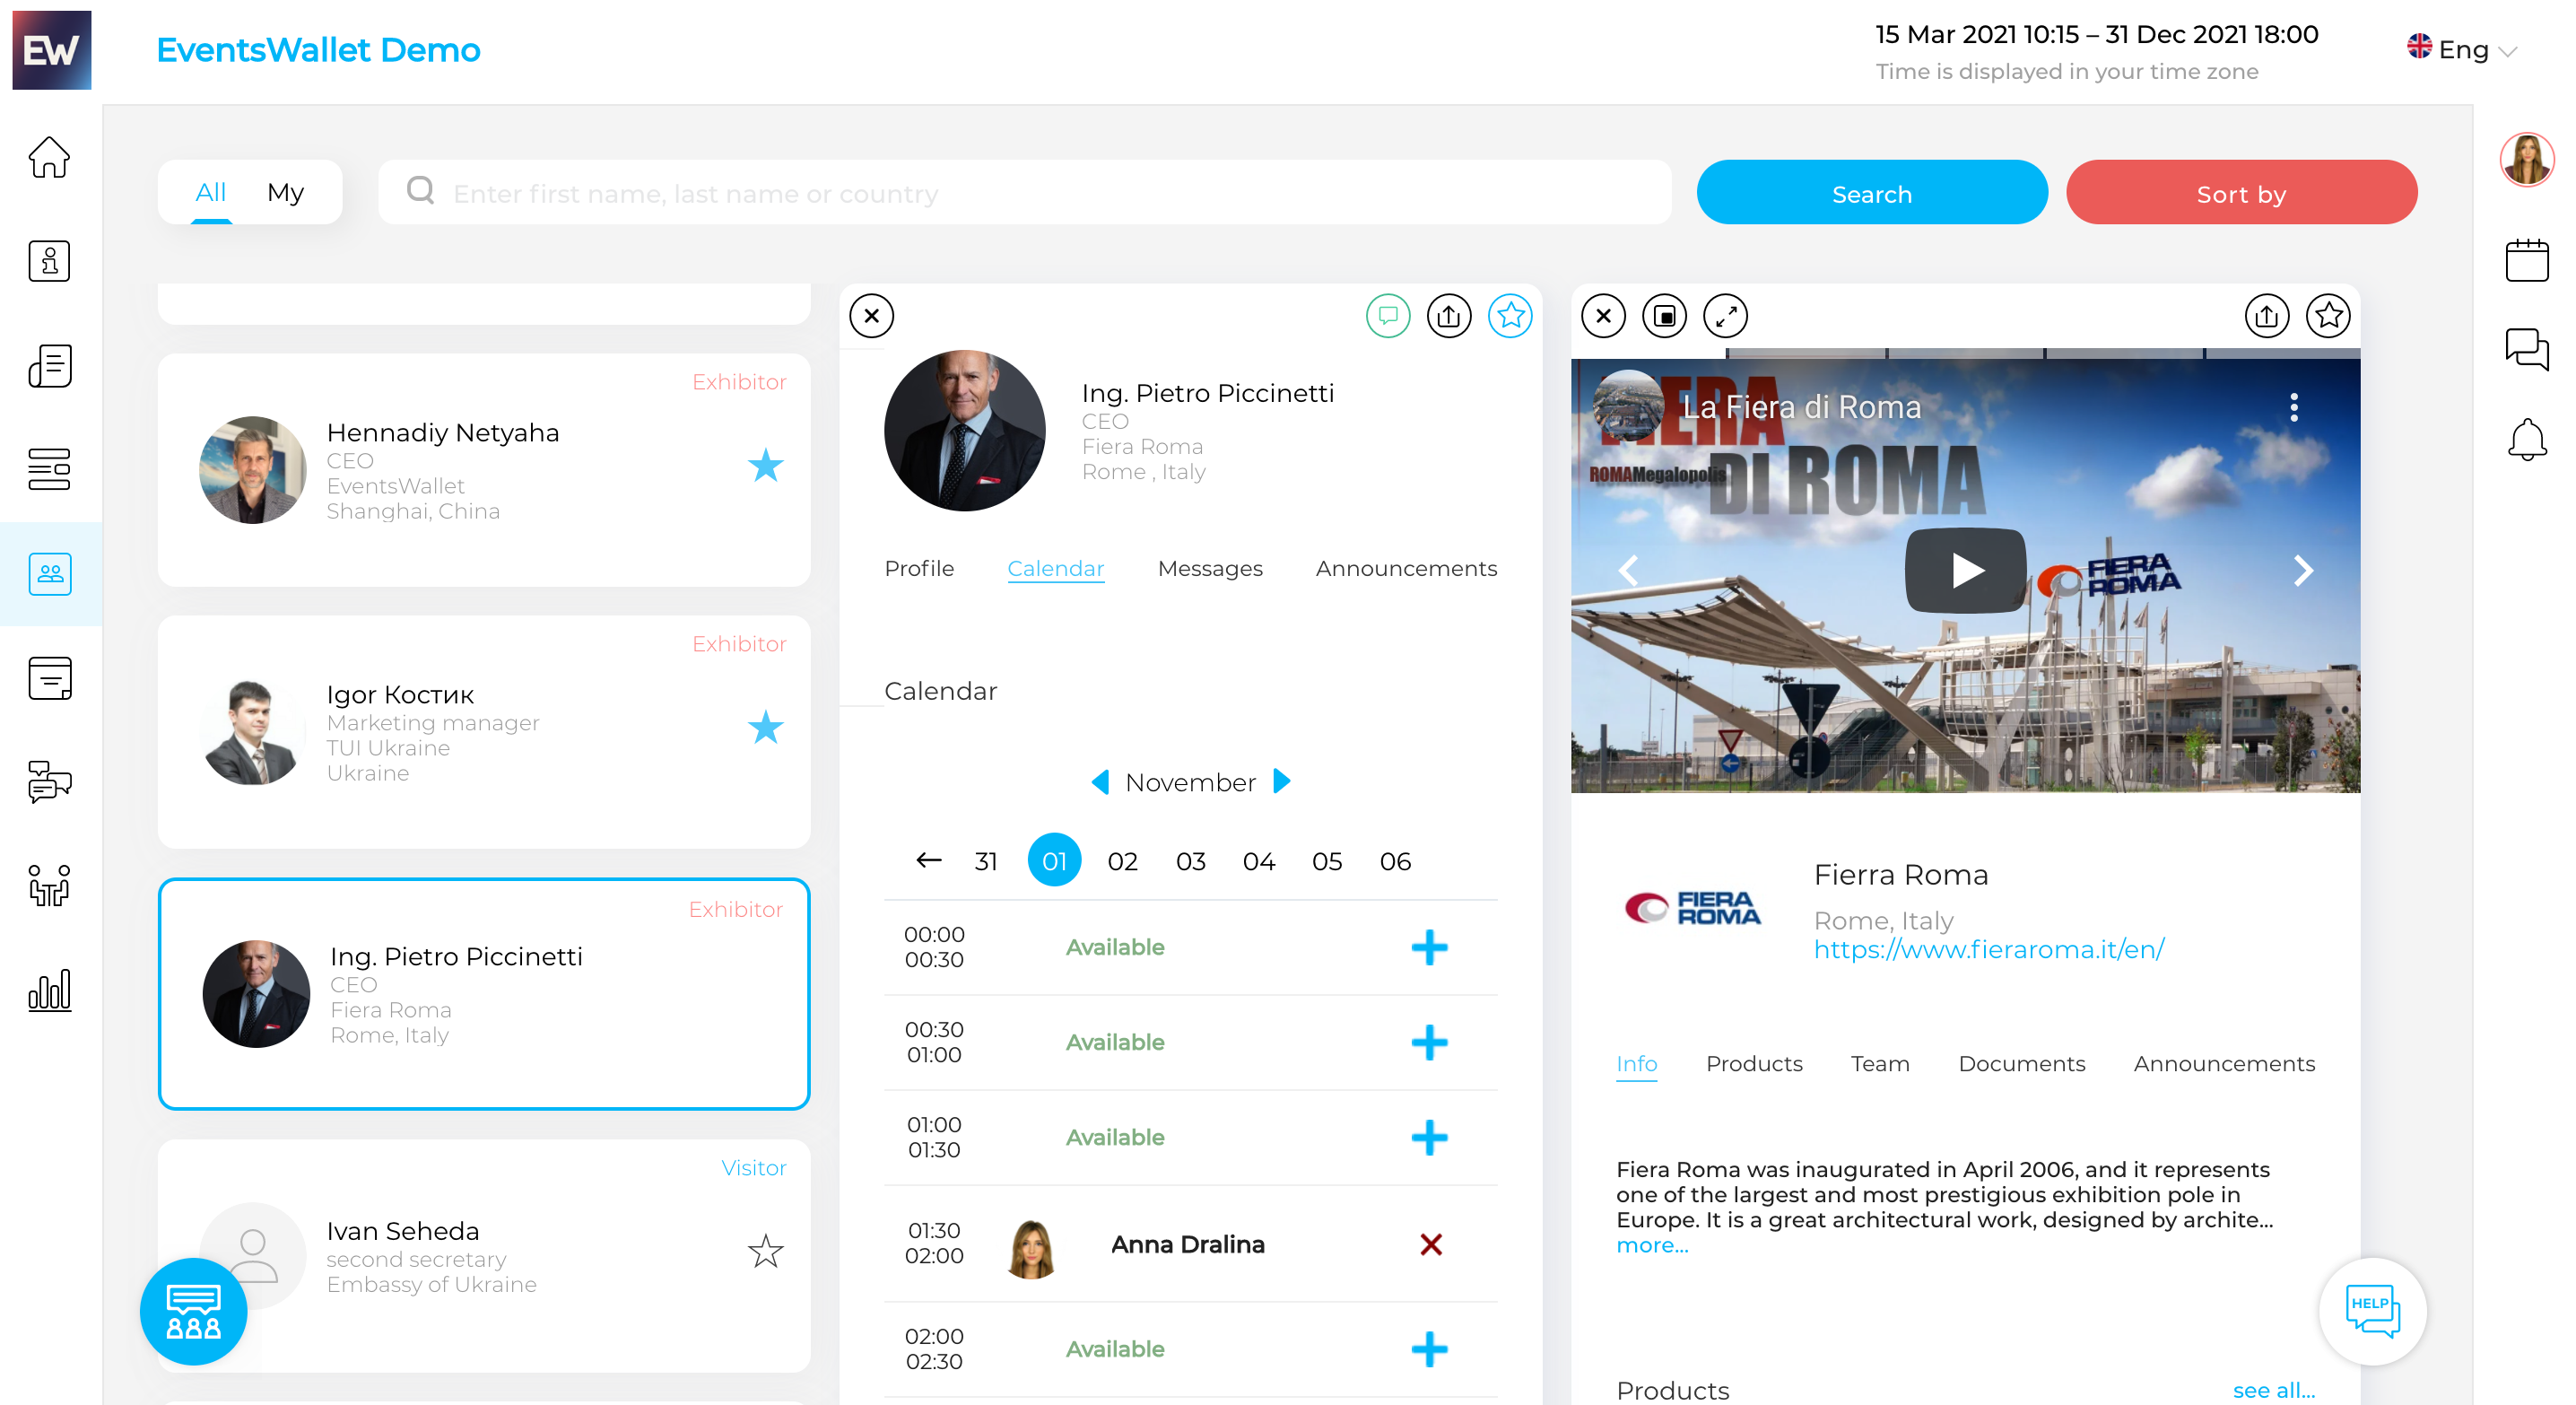 EW
EventsWallet Demo
15 Mar 2021 10:15 – 31 Dec 2021 18:00
Time is displayed in your time zone
Eng
All
My
Enter first name, last name or country
Search
Sort by
Exhibitor
Hennadiy Netyaha
CEO
EventsWallet
Shanghai, China
Exhibitor
Igor Костик
Marketing manager
TUI Ukraine
Ukraine
Exhibitor
Ing. Pietro Piccinetti
CEO
Fiera Roma
Rome, Italy
Visitor
Ivan Seheda
second secretary
Embassy of Ukraine
Ing. Pietro Piccinetti
CEO
Fiera Roma
Rome , Italy
Profile
Calendar
Messages
Announcements
Calendar
November
31 01 02 03 04 05 06
00:00
00:30
Available
00:30
01:00
Available
01:00
01:30
Available
01:30
02:00
Anna Dralina
02:00
02:30
Available
La Fiera di Roma
FIERA
DI ROMA
ROMAMegalopolis
FIERA
ROMA
FIERA
ROMA
Fierra Roma
Rome, Italy
https://www.fieraroma.it/en/
Info
Products
Team
Documents
Announcements
Fiera Roma was inaugurated in April 2006, and it represents
one of the largest and most prestigious exhibition pole in
Europe. It is a great architectural work, designed by archite...
more...
HELP
Products
see all...